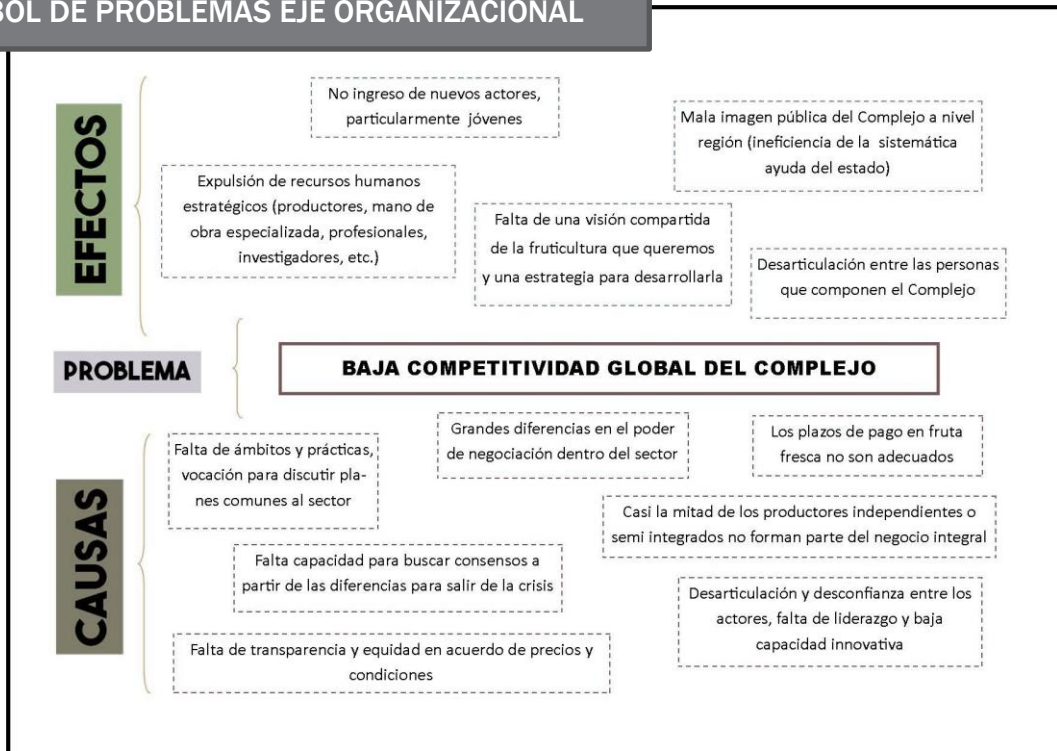 BOL DE PROBLEMAS EJE ORGANIZACIONAL
EFECTOS
No ingreso de nuevos actores,
particularmente jóvenes
Mala imagen pública del Complejo a nivel
región (ineficiencia de la sistemática
ayuda del estado)
Expulsión de recursos humanos
estratégicos (productores, mano de
obra especializada, profesionales,
investigadores, etc.)
Falta de una visión compartida
de la fruticultura que queremos
y una estrategia para desarrollarla
Desarticulación entre las personas
que componen el Complejo
PROBLEMA
BAJA COMPETITIVIDAD GLOBAL DEL COMPLEJO
CAUSAS
Falta de ámbitos y prácticas,
vocación para discutir pla-
nes comunes al sector
Grandes diferencias en el poder
de negociación dentro del sector
Los plazos de pago en fruta
fresca no son adecuados
Casi la mitad de los productores independientes o
semi integrados no forman parte del negocio integral
Falta capacidad para buscar consensos a
partir de las diferencias para salir de la crisis
Desarticulación y desconfianza entre los
actores, falta de liderazgo y baja
capacidad innovativa
Falta de transparencia y equidad en acuerdo de precios y
condiciones